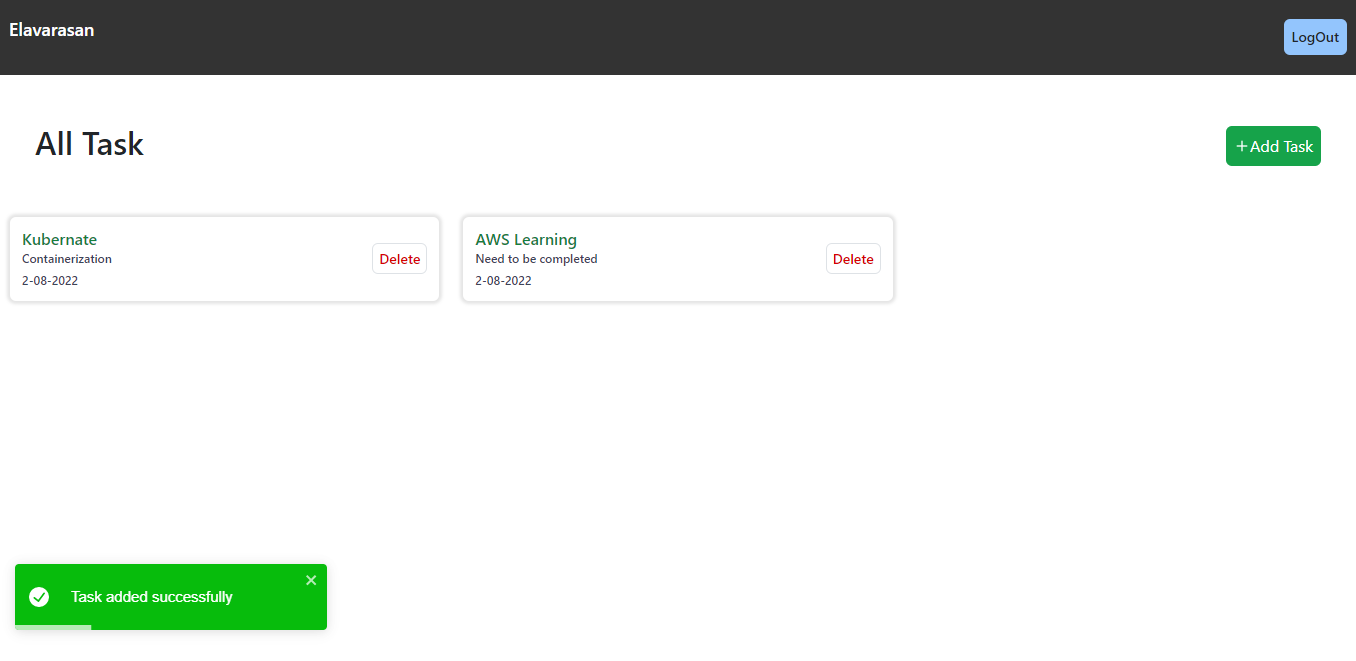 Elavarasan
LogOut
All Task
+Add Task
Kubernate
Containerization
2-08-2022
Delete
AWS Learning
Need to be completed
2-08-2022
Delete
Task added successfully